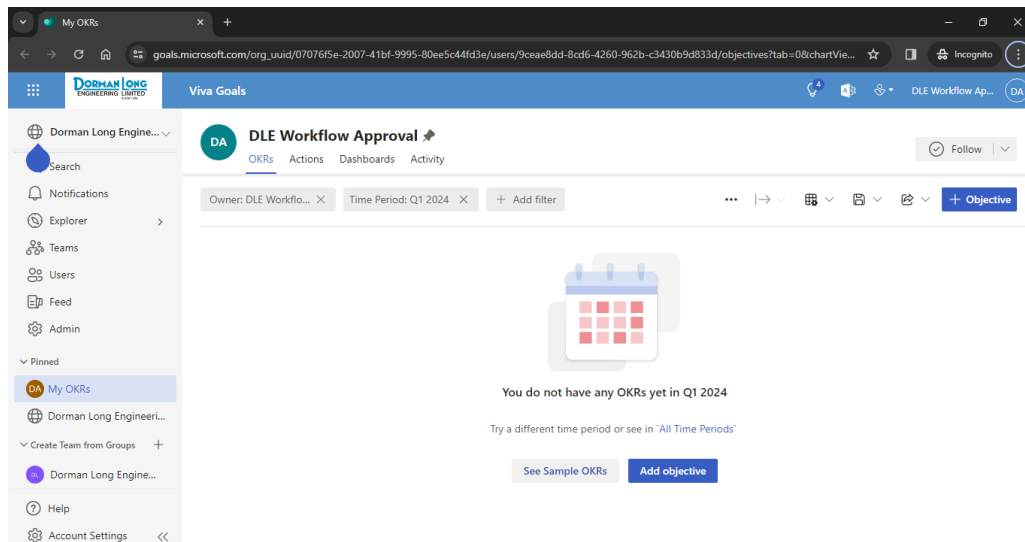 My OKRs
goals.microsoft.com/org_uuid/07076f5e-2007-41bf-9995-80ee5c44fd3e/users/9ceae8dd-8cd6-4260-962b-c3430b9d833d/objectives?tab=0&chartVie...
Incognito
DORMAN LONG
ENGINEERING LIMITED
Viva Goals
4
DLE Workflow Ap...
DA
Dorman Long Engine...
Search
Notifications
Explorer
Teams
Users
Feed
Admin
Pinned
DA My OKRs
Dorman Long Engineeri...
Create Team from Groups
DL Dorman Long Engine...
Help
Account Settings
DA
DLE Workflow Approval
OKRs Actions Dashboards Activity
Follow
Owner: DLE Workflo... Time Period: Q1 2024 + Add filter
+ Objective
You do not have any OKRs yet in Q1 2024
Try a different time period or see in `All Time Periods`
See Sample OKRs Add objective